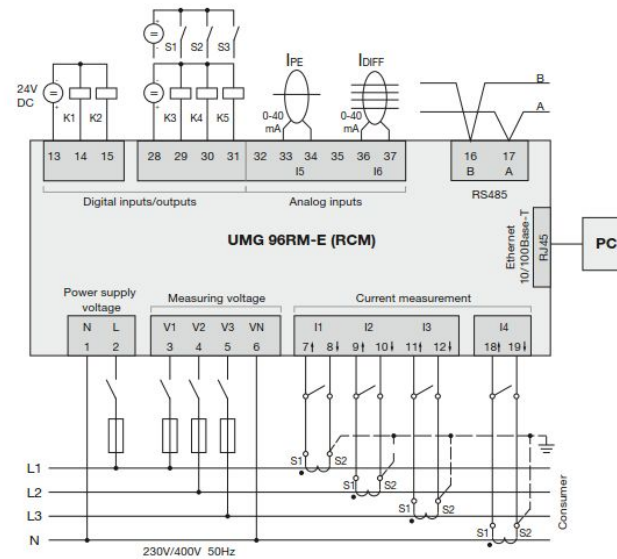 S1 S2 S3
24V
DC
K1 K2
K3 K4 K5
IPE
IDIFF
0-40
mA
0-40
mA
B
A
13 14 15
28 29 30 31 32 33 34 35 36 37
I5 I6
16 17
B A
Digital inputs/outputs
Analog inputs
RS485
UMG 96RM-E (RCM)
Ethernet
10/100Base-T
RJ45
PC
Power supply
voltage
Measuring voltage
Current measurement
N L
V1 V2 V3 VN
I1 I2 I3 I4
1 2
3 4 5 6
7 8 9 10 11 12
18 19
L1
L2
L3
N
S1 S2
S1 S2
S1 S2
S1 S2
Consumer
230V/400V 50Hz